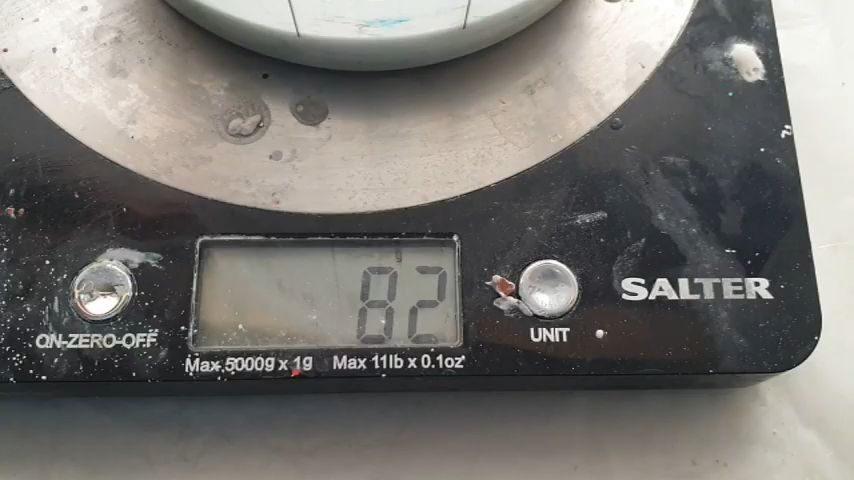 82
ON-ZERO-OFF
UNIT
SALTER
Max 5000g x 1g Max 11lb x 0.1oz